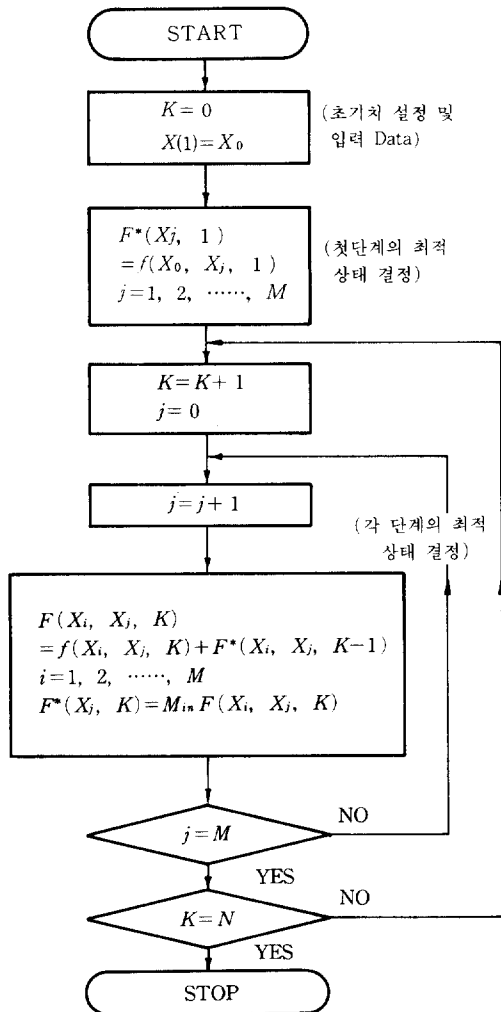 START
K=0
X(1)=X₀
(초기치 설정 및
입력 Data)
F*(Xj, 1)
=f(X₀, Xj, 1)
j=1, 2, ……, M
(첫단계의 최적
상태 결정)
K=K+1
j=0
j=j+1
(각 단계의 최적
상태 결정)
F(Xi, Xj, K)
=f(Xi, Xj, K)+F*(Xi, Xj, K-1)
i=1, 2, ……, M
F*(Xj, K)=Min F(Xi, Xj, K)
j=M
NO
YES
K=N
NO
YES
STOP